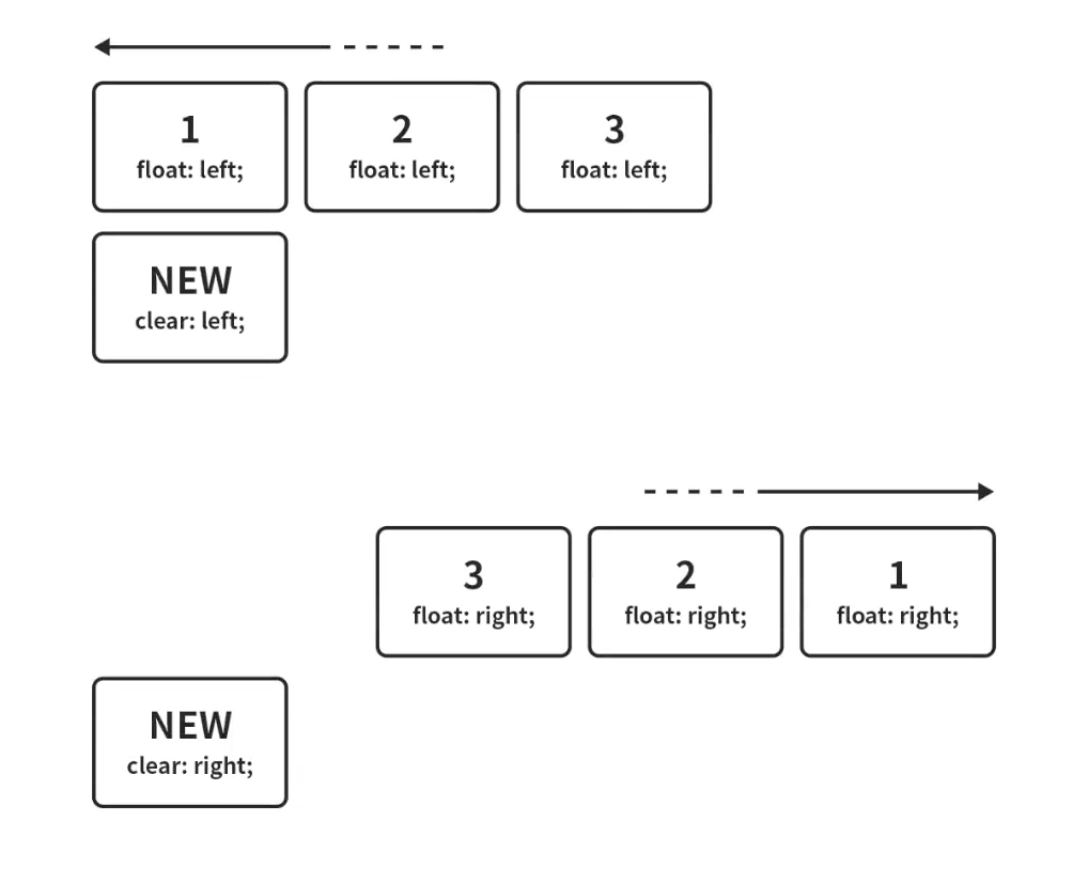 1
float: left;
2
float: left;
3
float: left;
NEW
clear: left;
3
float: right;
2
float: right;
1
float: right;
NEW
clear: right;